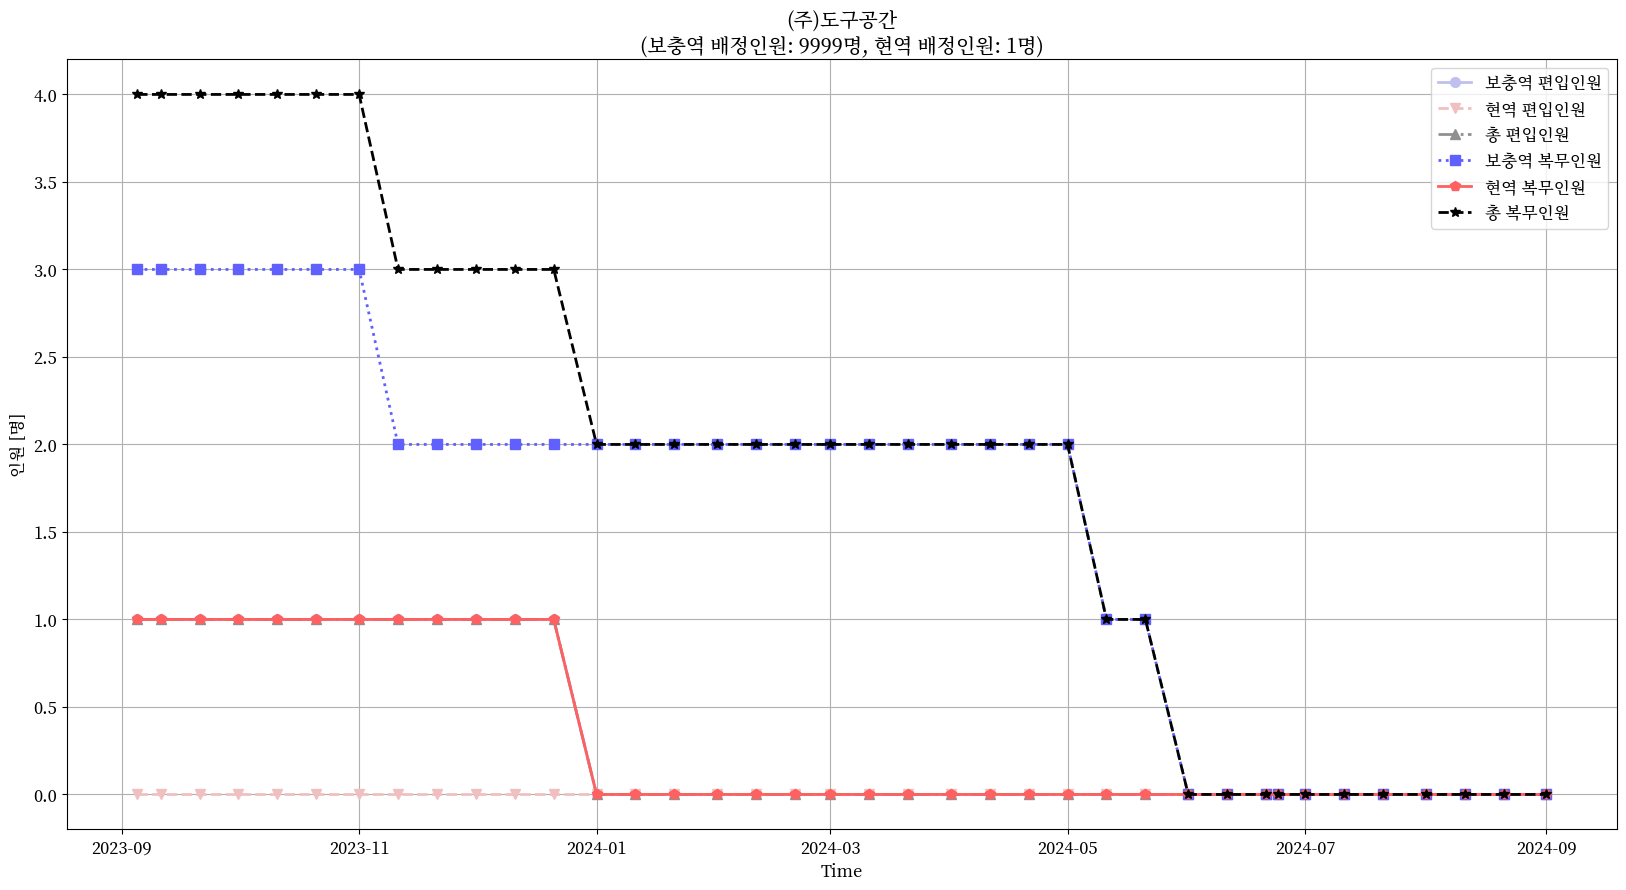 (주)도구공간
(보충역 배정인원: 9999명, 현역 배정인원: 1명)
보충역 편입인원
현역 편입인원
총 편입인원
보충역 복무인원
현역 복무인원
총 복무인원
인원 [명]
4.0
3.5
3.0
2.5
2.0
1.5
1.0
0.5
0.0
2023-09 2023-11 2024-01 2024-03 2024-05 2024-07 2024-09
Time